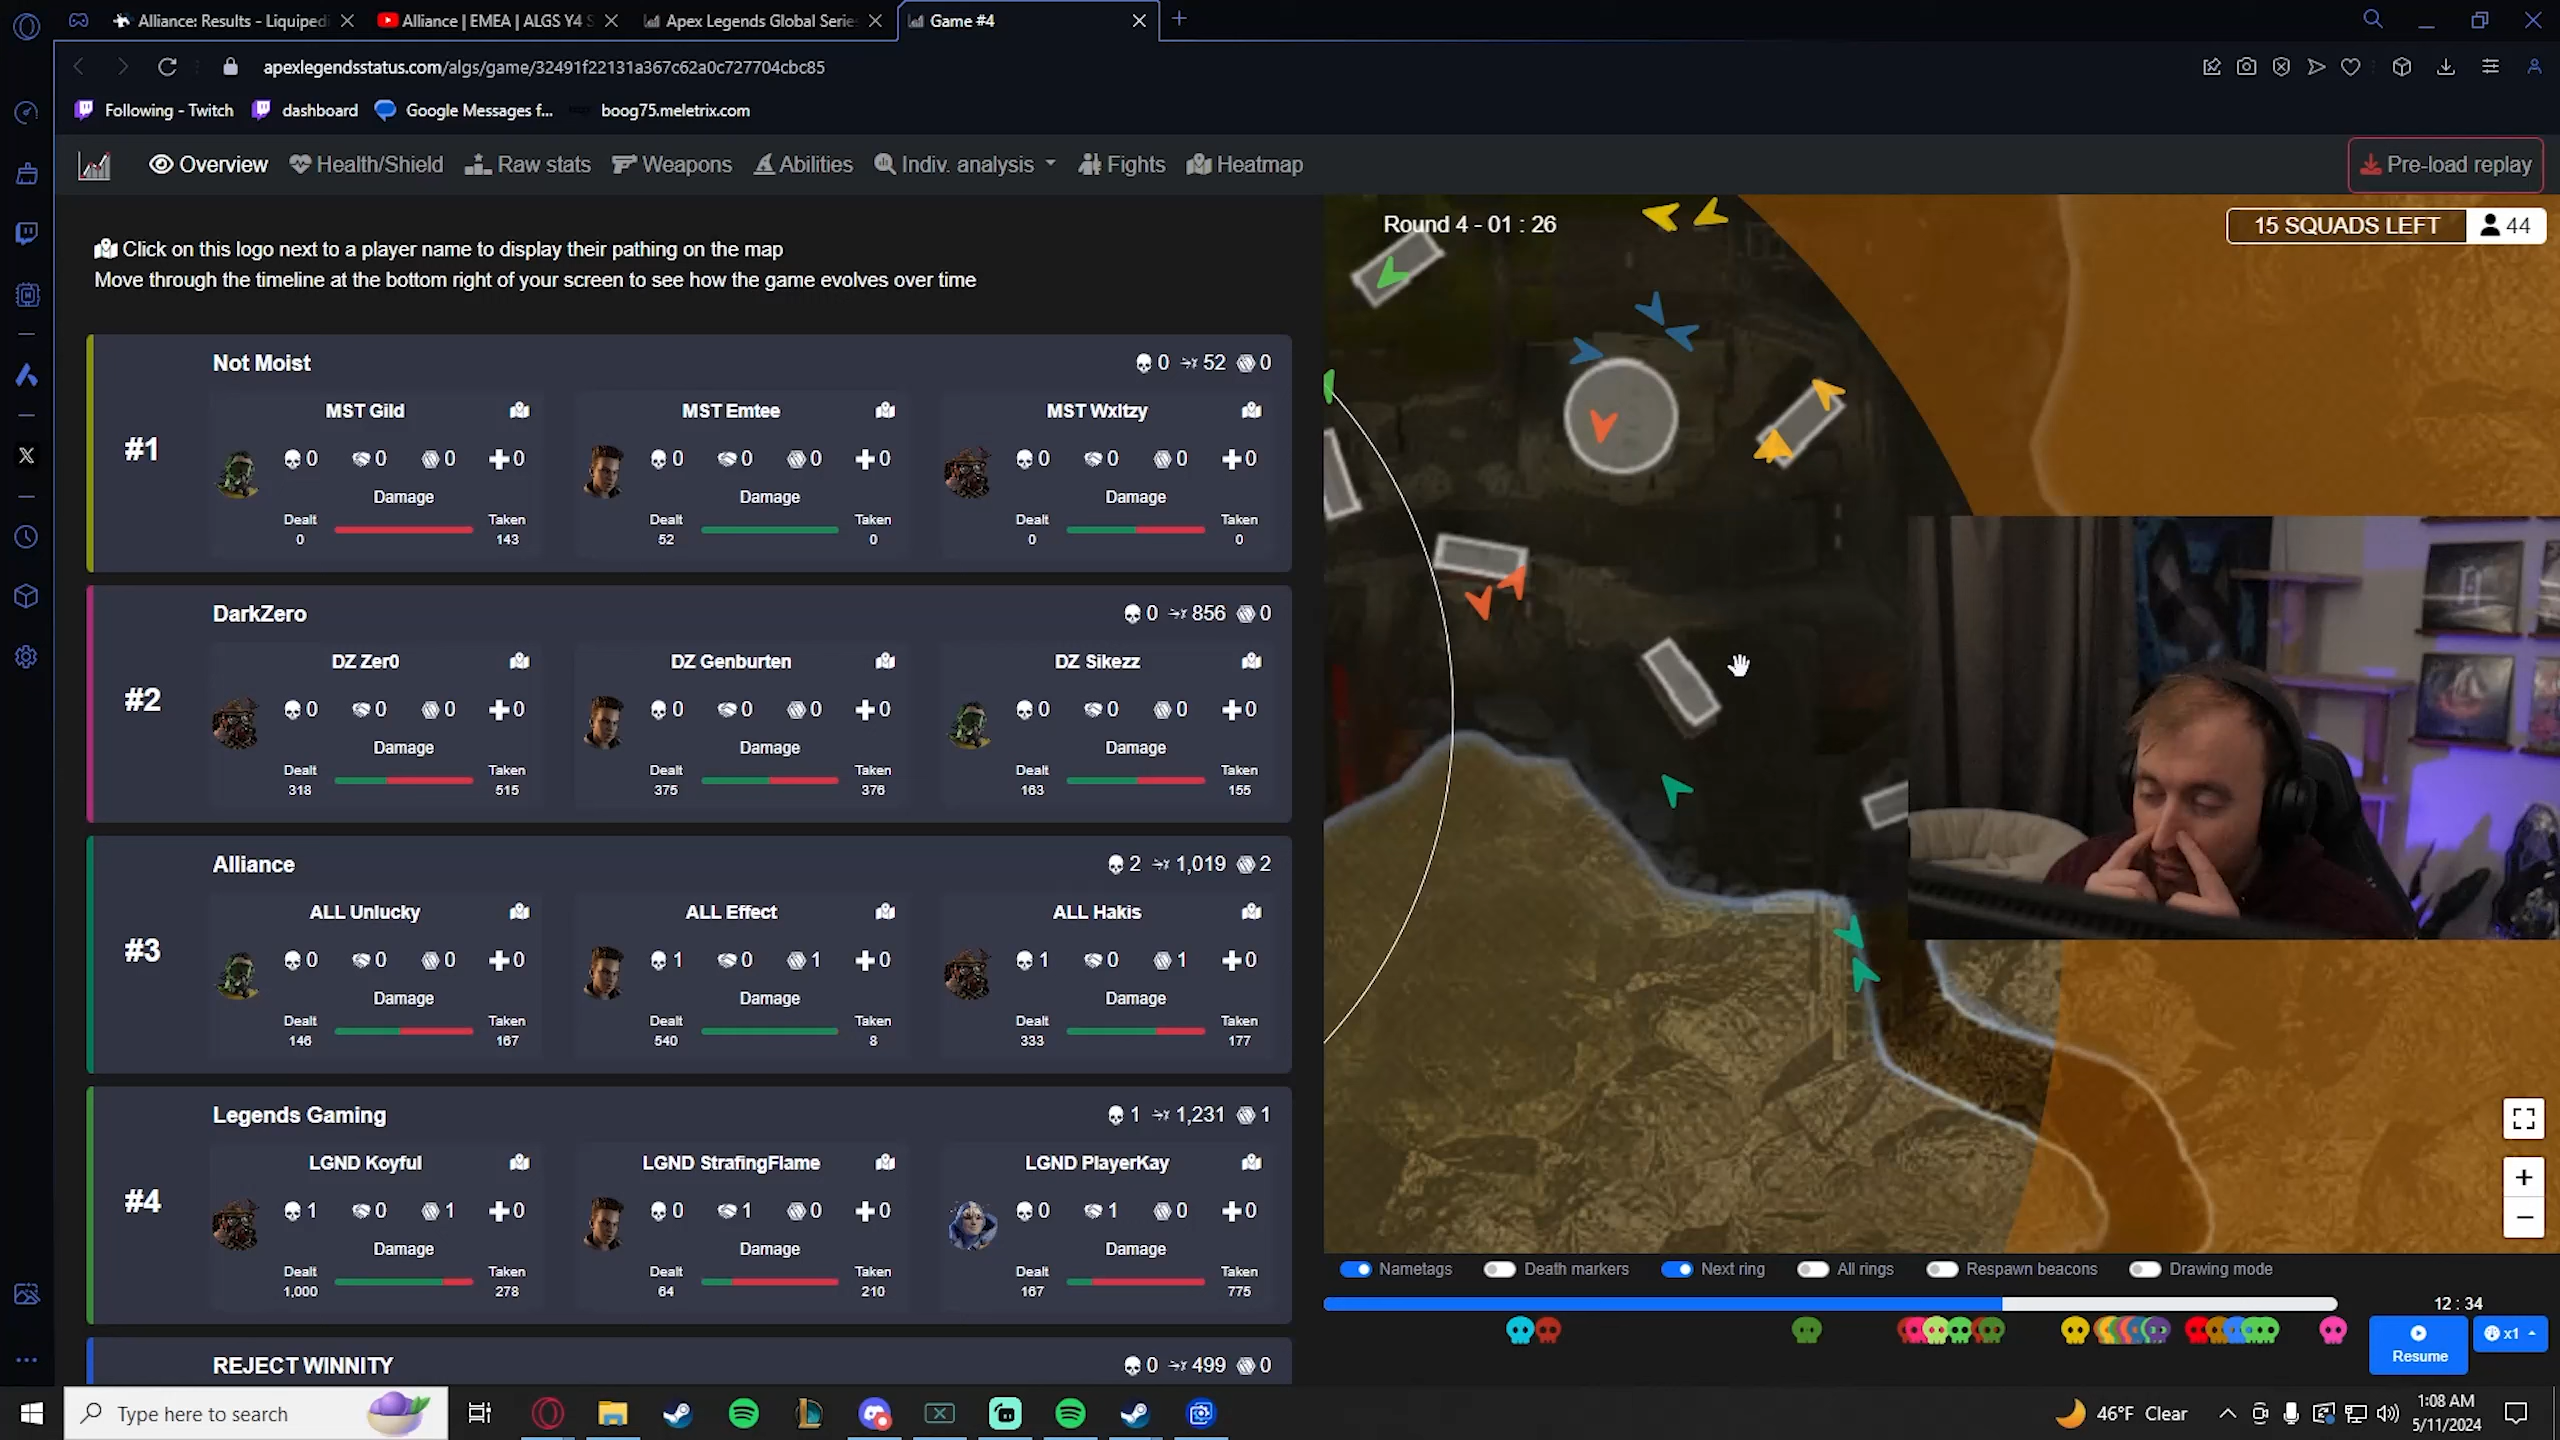 Alliance: Results - Liquipedi
Alliance | EMEA | ALGS Y4 S
Apex Legends Global Serie
Game #4
apexlegendsstatus.com/algs/game/32491f22131a367c62a0c727704cbc85
Following - Twitch
dashboard
Google Messages f...
boog75.meletrix.com
Overview
Health/Shield
Raw stats
Weapons
Abilities
Indiv. analysis
Fights
Heatmap
Pre-load replay
Click on this logo next to a player name to display their pathing on the map
Move through the timeline at the bottom right of your screen to see how the game evolves over time
#1
Not Moist
0 52 0
MST Gild
0 0 0 0
Damage
Dealt Taken
0 143
MST Emtee
0 0 0 0
Damage
Dealt Taken
52 0
MST Wxltzy
0 0 0 0
Damage
Dealt Taken
0 0
#2
DarkZero
0 856 0
DZ Zer0
0 0 0 0
Damage
Dealt Taken
318 515
DZ Genburten
0 0 0 0
Damage
Dealt Taken
375 376
DZ Sikezz
0 0 0 0
Damage
Dealt Taken
163 155
#3
Alliance
2 1,019 2
ALL Unlucky
0 0 0 0
Damage
Dealt Taken
146 167
ALL Effect
1 0 1 0
Damage
Dealt Taken
540 8
ALL Hakis
1 0 1 0
Damage
Dealt Taken
333 177
#4
Legends Gaming
1 1,231 1
LGND Koyful
1 0 1 0
Damage
Dealt Taken
1,000 278
LGND StrafingFlame
0 1 0 0
Damage
Dealt Taken
64 210
LGND PlayerKay
0 1 0 0
Damage
Dealt Taken
167 775
REJECT WINNITY
0 499 0
Round 4 - 01 : 26
15 SQUADS LEFT 44
+
−
Nametags
Death markers
Next ring
All rings
Respawn beacons
Drawing mode
12 : 34
Resume
x1
Type here to search
46°F Clear
1:08 AM
5/11/2024